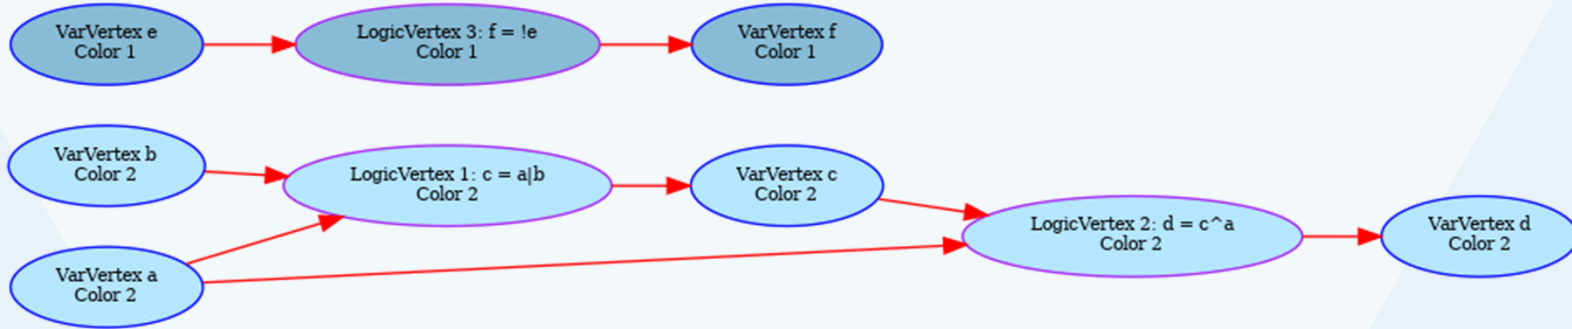 VarVertex e
Color 1
LogicVertex 3: f = !e
Color 1
VarVertex f
Color 1
VarVertex b
Color 2
LogicVertex 1: c = a|b
Color 2
VarVertex c
Color 2
LogicVertex 2: d = c^a
Color 2
VarVertex d
Color 2
VarVertex a
Color 2